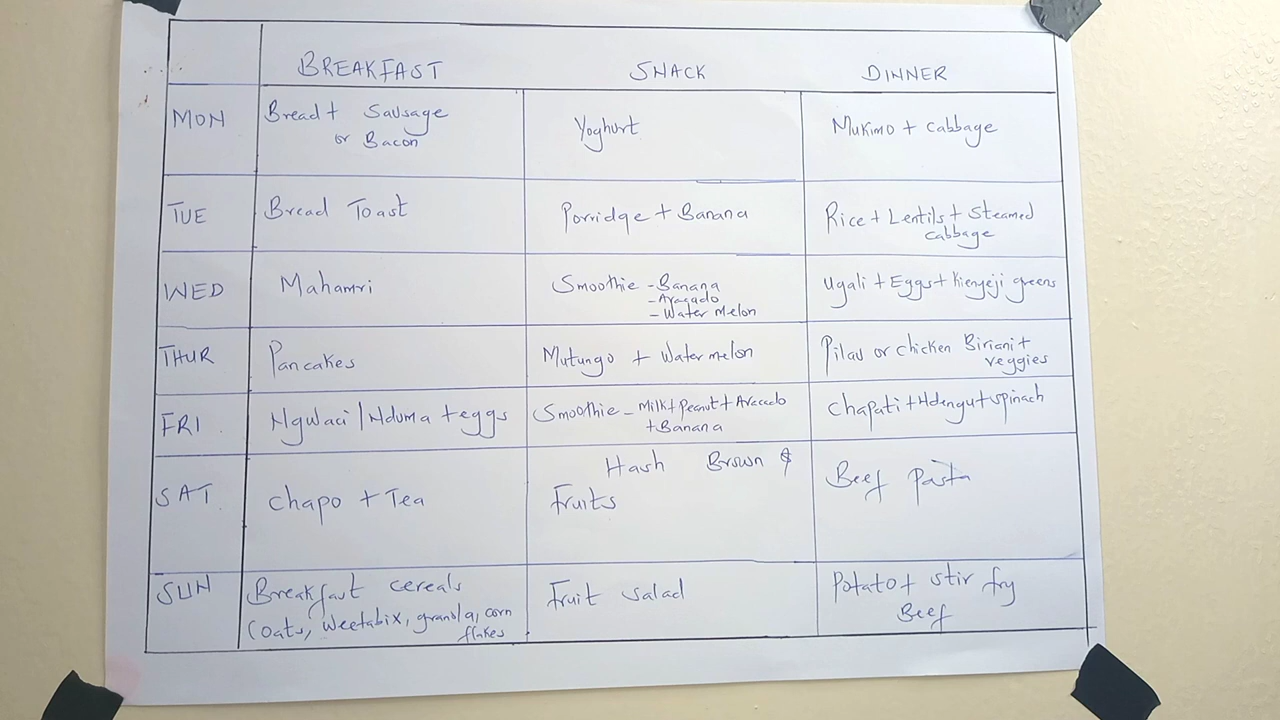 BREAKFAST SNACK DINNER
MON Bread + Sausage Yoghurt Mukimo + cabbage
or Bacon
TUE Bread Toast Porridge + Banana Rice + Lentils + Steamed
cabbage
WED Mahamri Smoothie - Banana Ugali + Eggs + Kienyeji greens
- Avacado
- Water Melon
THUR Pancakes Mutungo + Water melon Pilau or chicken Biriani +
veggies
FRI Ngwaci / Nduma + eggs Smoothie - Milk + Peanut + Avacado Chapati + Ndengu + Spinach
+ Banana
Hash Brown &
SAT. Chapo + Tea Fruits Beef Pasta
SUN Breakfast cereals Fruit salad Potato + stir fry
(oats, Weetabix, granola, corn Beef
flakes